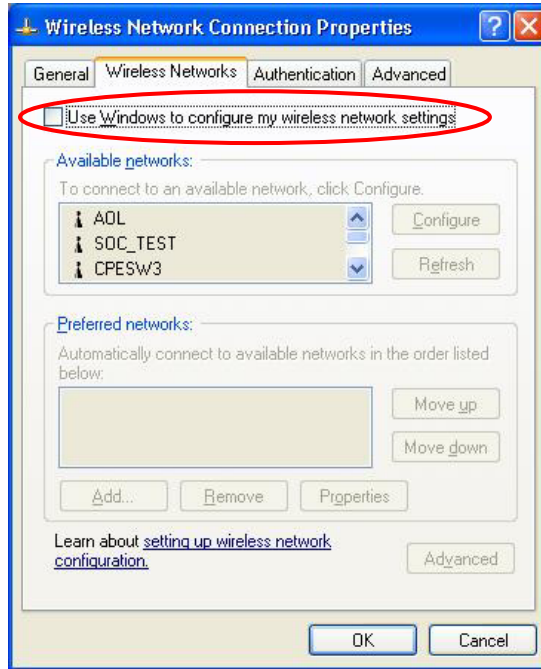 Wireless Network Connection Properties
General Wireless Networks Authentication Advanced
Use Windows to configure my wireless network settings
Available networks:
To connect to an available network, click Configure.
AOL
Configure
SOC_TEST
CPESW3
Refresh
Preferred networks:
Automatically connect to available networks in the order listed
below:
Move up
Move down
Add... Remove Properties
Learn about setting up wireless network
configuration.
Advanced
OK Cancel